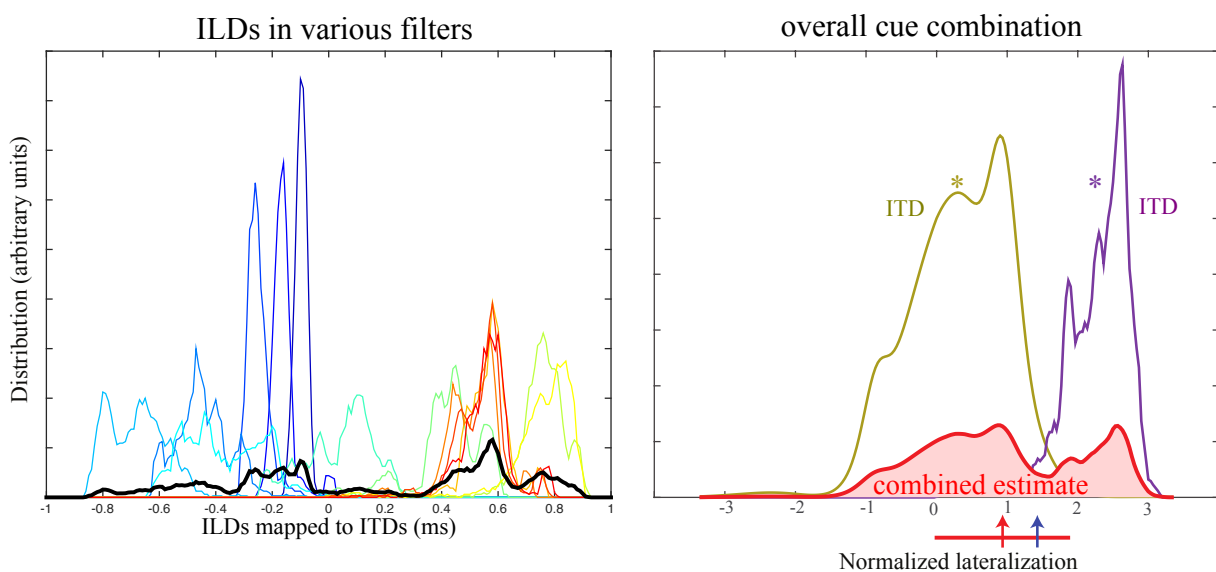 ILDs in various filters
Distribution (arbitrary units)
-1 -0.8 -0.6 -0.4 -0.2 0 0.2 0.4 0.6 0.8 1
ILDs mapped to ITDs (ms)
overall cue combination
*
*
ITD
ITD
combined estimate
-3 -2 -1 0 1 2 3
Normalized lateralization